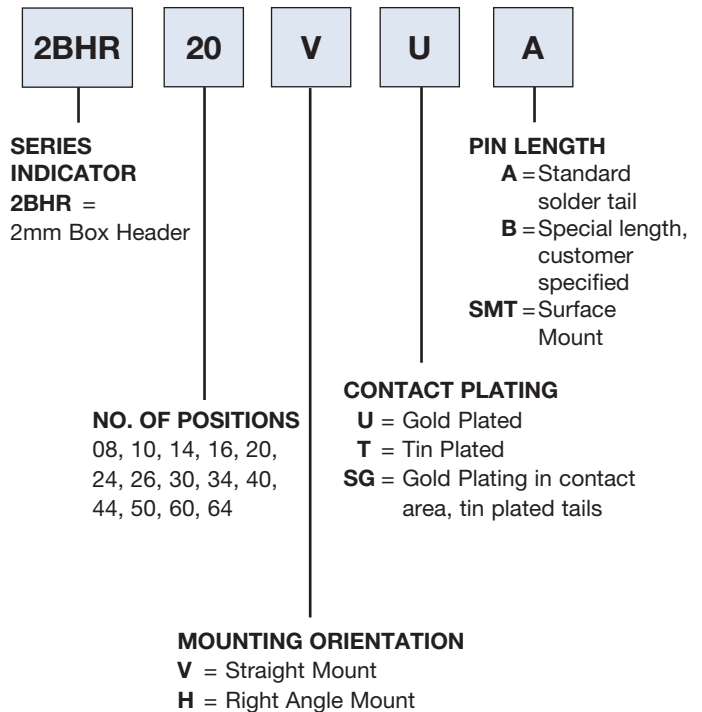 2BHR 20 V U A
SERIES
INDICATOR
2BHR =
2mm Box Header
NO. OF POSITIONS
08, 10, 14, 16, 20,
24, 26, 30, 34, 40,
44, 50, 60, 64
MOUNTING ORIENTATION
V = Straight Mount
H = Right Angle Mount
CONTACT PLATING
U = Gold Plated
T = Tin Plated
SG = Gold Plating in contact
area, tin plated tails
PIN LENGTH
A = Standard
solder tail
B = Special length,
customer
specified
SMT = Surface
Mount